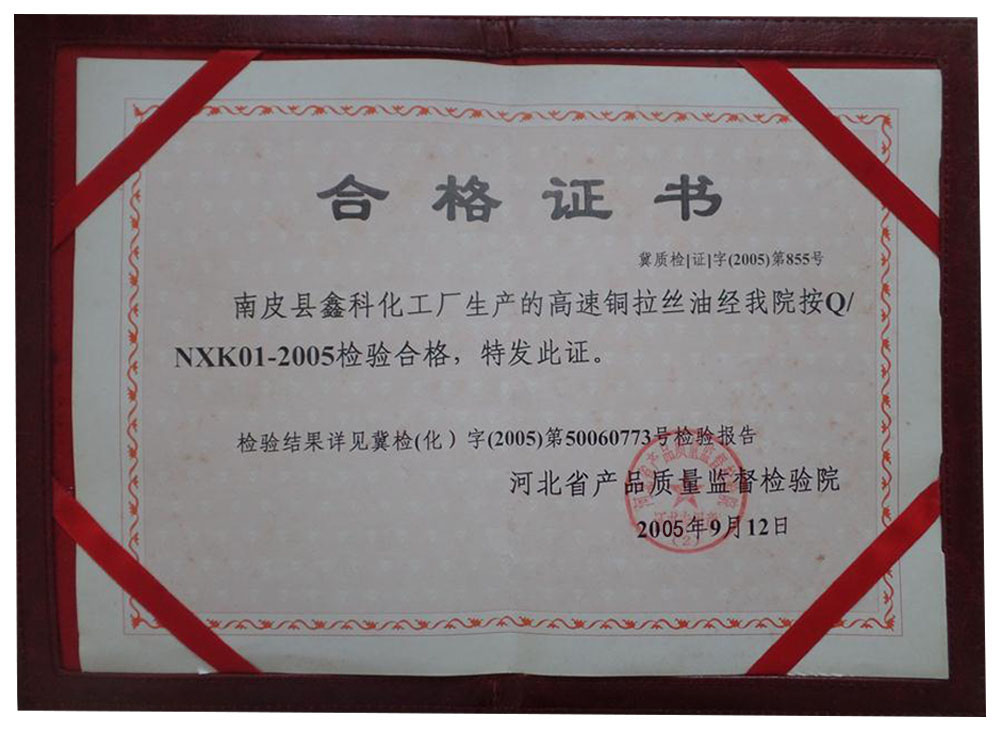 合格证书
冀质检[证]字(2005)第855号
南皮县鑫科化工厂生产的高速铜拉丝油经我院按Q/
NXK01-2005检验合格，特发此证。
检验结果详见冀检(化）字(2005)第50060773号检验报告
河北省产品质量监督检验院
2005年9月12日
(2)